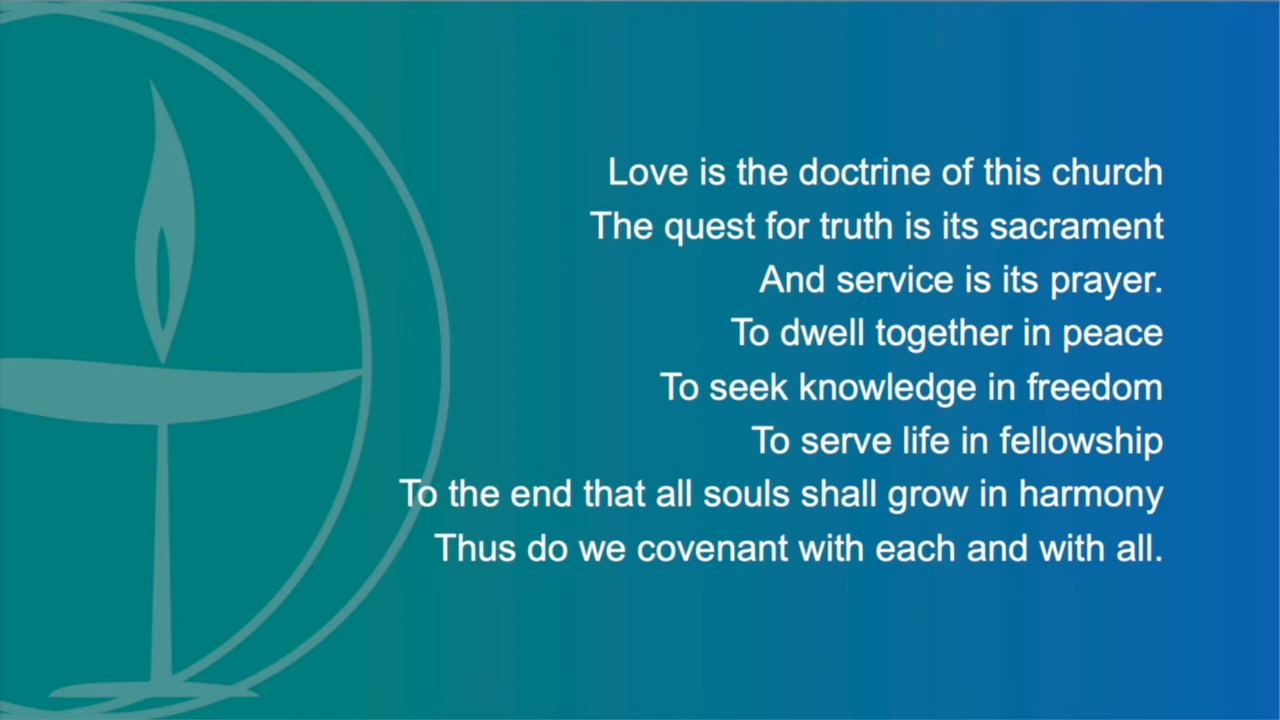 Love is the doctrine of this church
The quest for truth is its sacrament
And service is its prayer.
To dwell together in peace
To seek knowledge in freedom
To serve life in fellowship
To the end that all souls shall grow in harmony
Thus do we covenant with each and with all.